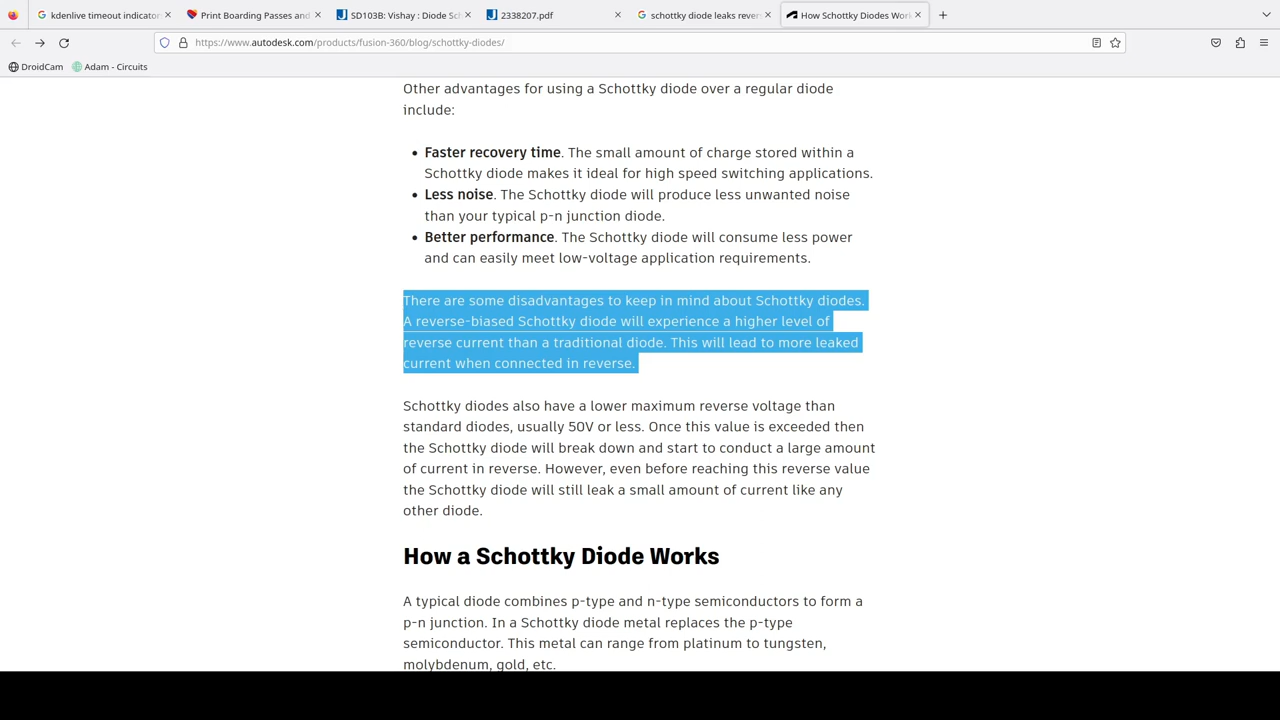 kdenlive timeout indicator
Print Boarding Passes and
SD103B: Vishay : Diode Sch
2338207.pdf
schottky diode leaks rever
How Schottky Diodes Work
https://www.autodesk.com/products/fusion-360/blog/schottky-diodes/
DroidCam
Adam - Circuits
Other advantages for using a Schottky diode over a regular diode
include:
• Faster recovery time. The small amount of charge stored within a
Schottky diode makes it ideal for high speed switching applications.
• Less noise. The Schottky diode will produce less unwanted noise
than your typical p-n junction diode.
• Better performance. The Schottky diode will consume less power
and can easily meet low-voltage application requirements.
There are some disadvantages to keep in mind about Schottky diodes.
A reverse-biased Schottky diode will experience a higher level of
reverse current than a traditional diode. This will lead to more leaked
current when connected in reverse.
Schottky diodes also have a lower maximum reverse voltage than
standard diodes, usually 50V or less. Once this value is exceeded then
the Schottky diode will break down and start to conduct a large amount
of current in reverse. However, even before reaching this reverse value
the Schottky diode will still leak a small amount of current like any
other diode.
How a Schottky Diode Works
A typical diode combines p-type and n-type semiconductors to form a
p-n junction. In a Schottky diode metal replaces the p-type
semiconductor. This metal can range from platinum to tungsten,
molybdenum, gold, etc.